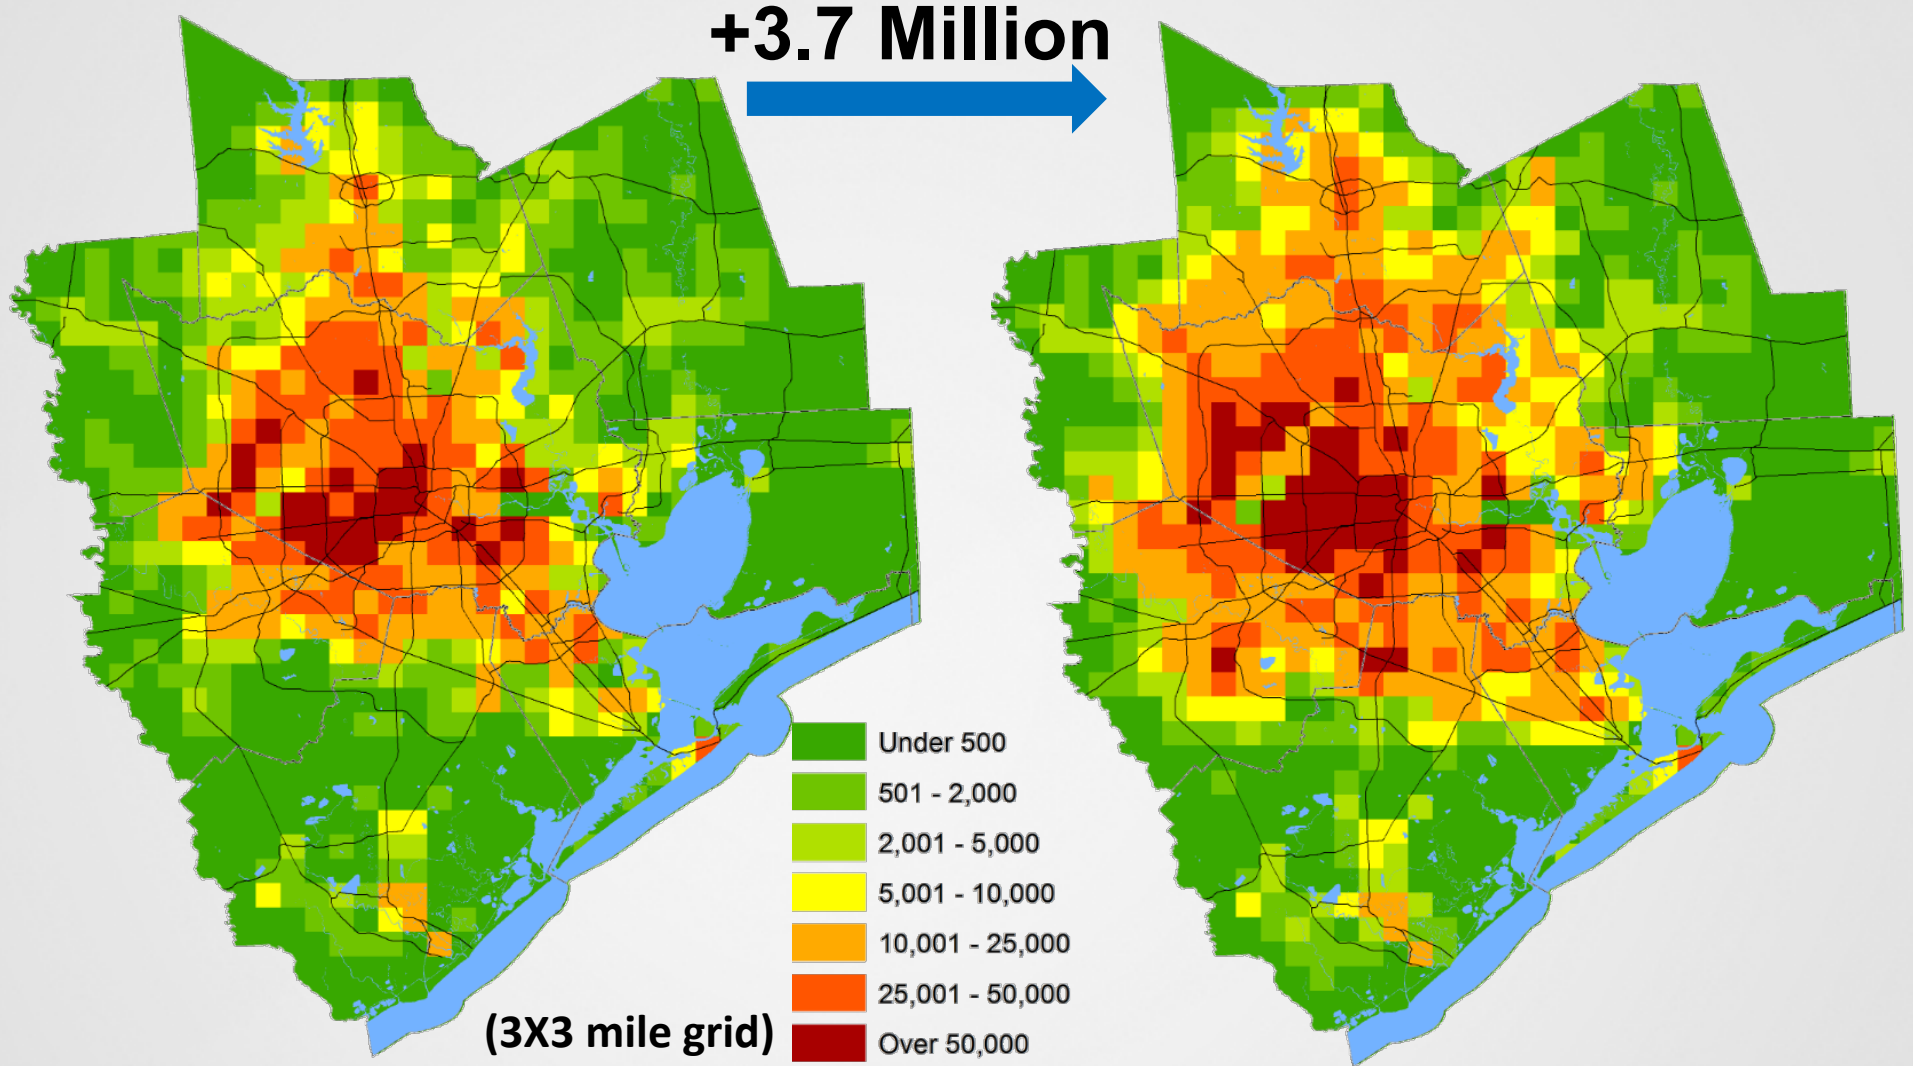 +3.7 Million
Under 500
501 - 2,000
2,001 - 5,000
5,001 - 10,000
10,001 - 25,000
25,001 - 50,000
Over 50,000
(3X3 mile grid)